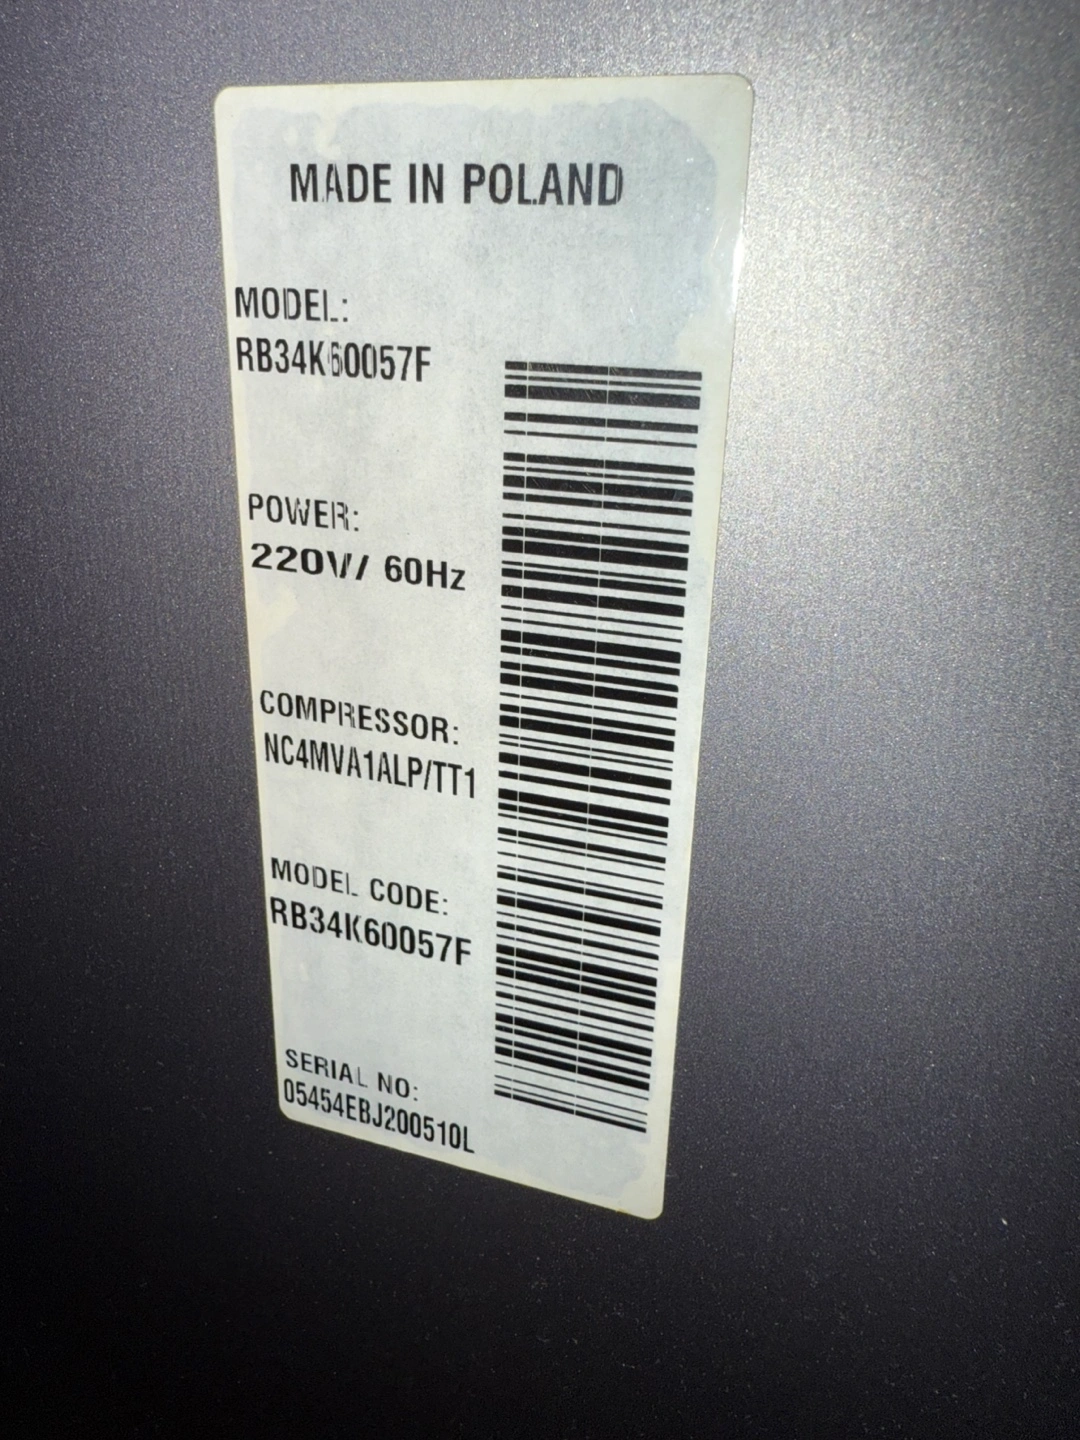 MADE IN POLAND
MODEL:
RB34K60057F
POWER:
220V/ 60Hz
COMPRESSOR:
NC4MVA1ALP/TT1
MODEL CODE:
RB34K60057F
SERIAL NO:
05454EBJ200510L